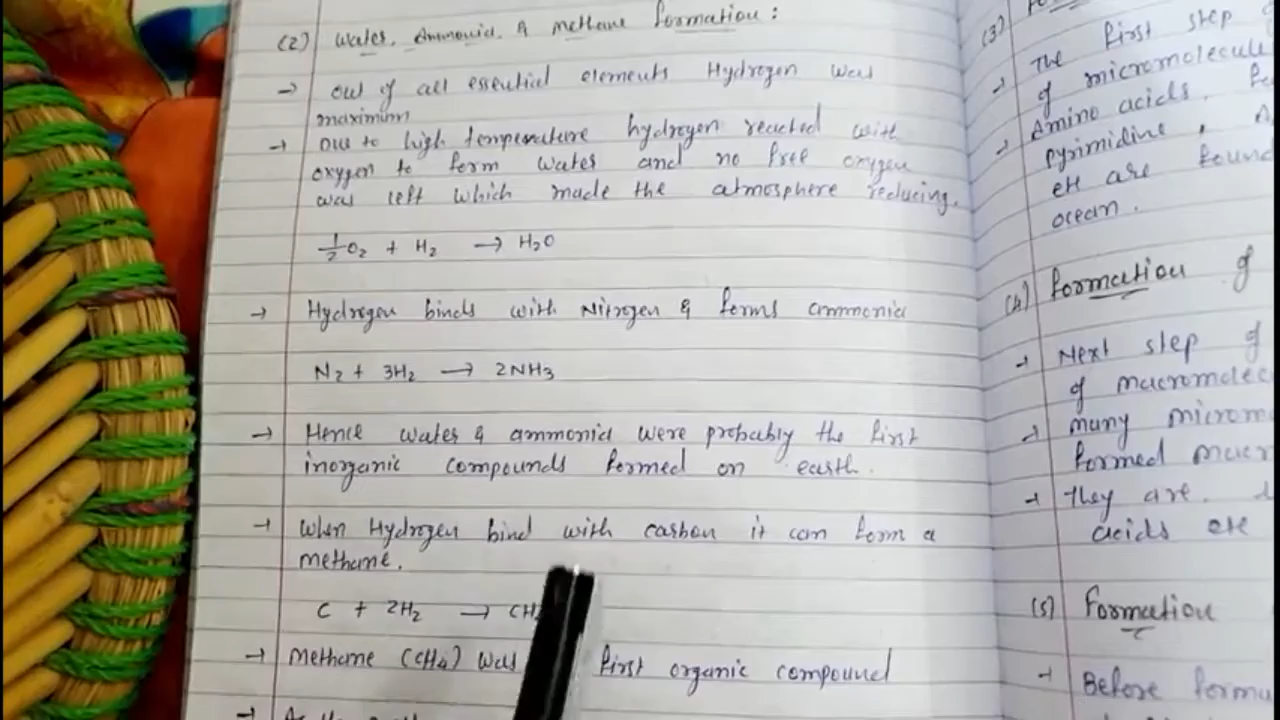 (2) Water, Ammonia & methane formation :
→ out of all essential elements Hydrogen was
maximum
→ Due to high temperature hydrogen reacted with
oxygen to form water and no free oxygen
was left which made the atmosphere reducing.
1/2 O2 + H2 → H2O
→ Hydrogen binds with Nitrogen & forms ammonia
N2 + 3H2 → 2NH3
→ Hence water & ammonia were probably the first
inorganic compounds formed on earth.
→ When Hydrogen bind with carbon it can form a
methane.
C + 2H2 → CH
→ Methane (CH4) was first organic compound
(3)
→ The first step
of micromolecule
→ Amino acids,
pyrimidine,
etc are found
ocean.
(4) Formation of
→ Next step of
of macromolec
→ many microm
formed macr
→ They are
acids etc
(5) Formation
→ Before formu